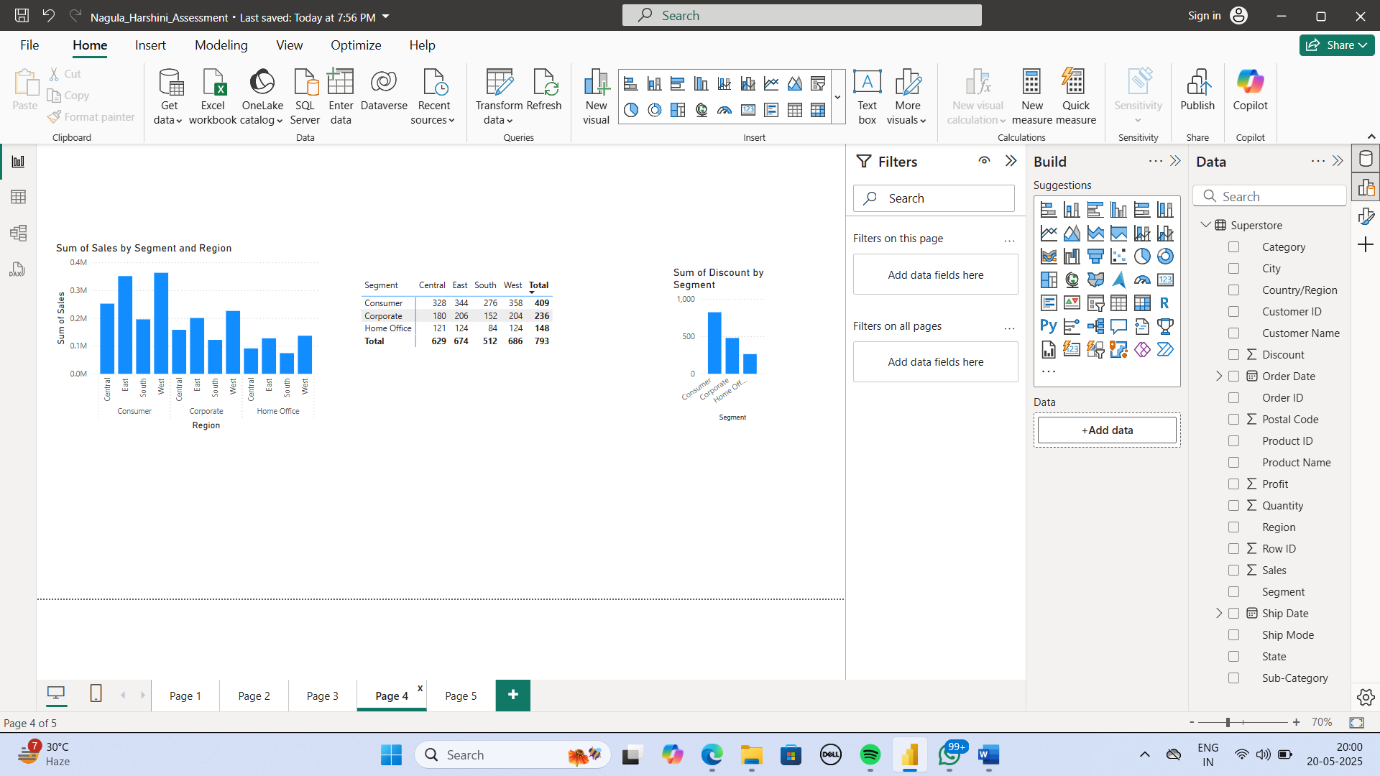 Nagula_Harshini_Assessment • Last saved: Today at 7:56 PM
Search
Sign in
File Home Insert Modeling View Optimize Help
Share
Paste
Cut
Copy
Format painter
Clipboard
Get data
Excel workbook
OneLake catalog
SQL Server
Enter data
Dataverse
Recent sources
Data
Transform data
Refresh
Queries
New visual
Text box
More visuals
Insert
New visual calculation
New measure
Quick measure
Calculations
Sensitivity
Sensitivity
Publish
Share
Copilot
Copilot
Sum of Sales by Segment and Region
Sum of Sales
0.4M
0.3M
0.2M
0.1M
0.0M
Central East South West Central East South West Central East South West
Consumer Corporate Home Office
Region
Segment Central East South West Total
Consumer 328 344 276 358 409
Corporate 180 206 152 204 236
Home Office 121 124 84 124 148
Total 629 674 512 686 793
Sum of Discount by
Segment
1,000
500
0
Consumer
Corporate
Home Off...
Segment
Filters
Search
Filters on this page ...
Add data fields here
Filters on all pages ...
Add data fields here
Build ...
Suggestions
R
Py
123
...
Data
+Add data
Data ...
Search
Superstore
Category
City
Country/Region
Customer ID
Customer Name
Discount
Order Date
Order ID
Postal Code
Product ID
Product Name
Profit
Quantity
Region
Row ID
Sales
Segment
Ship Date
Ship Mode
State
Sub-Category
Page 1 Page 2 Page 3 Page 4 x Page 5 +
Page 4 of 5
- + 70%
7
30°C
Haze
Search
DELL
99+
ENG
IN
20:00
20-05-2025